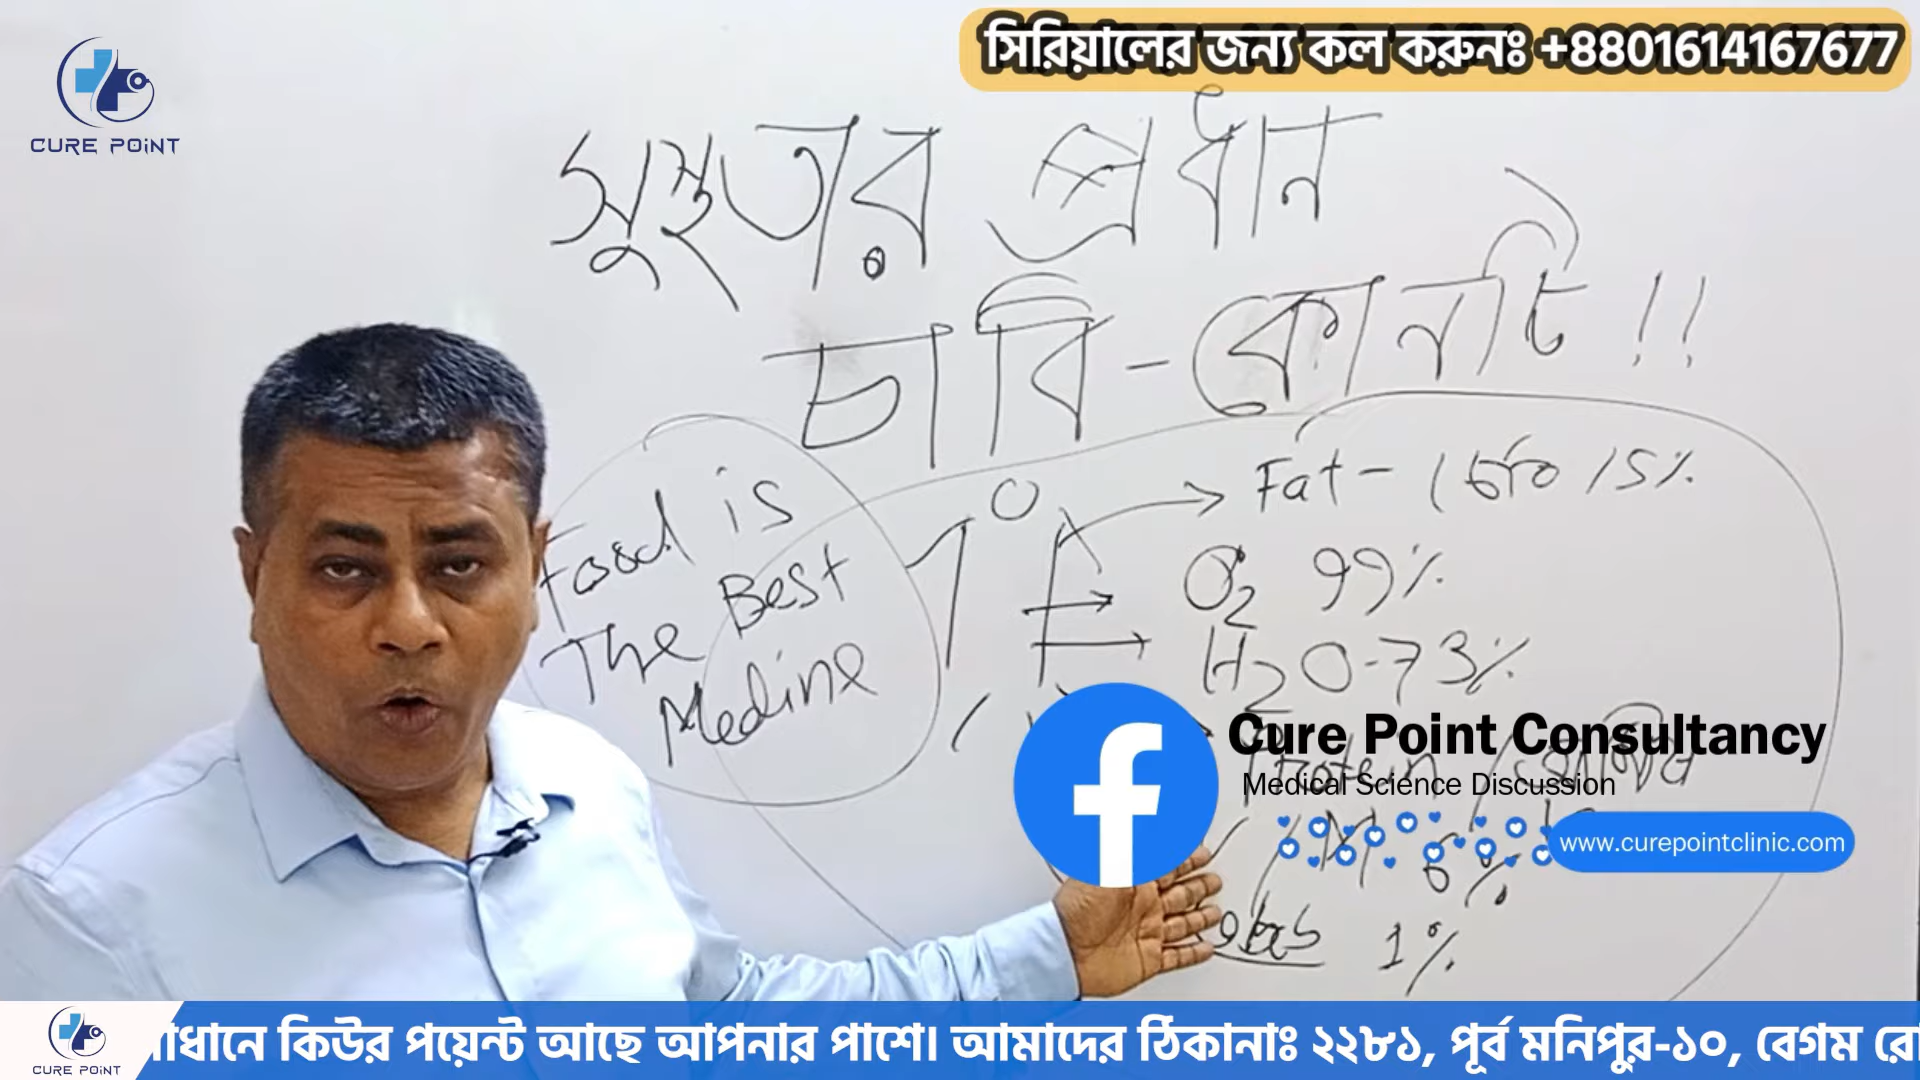 সিরিয়ালের জন্য কল করুনঃ +8801614167677
CURE POINT
সুস্থতার প্রধান
চাবি - কোনটি !!
Food is
The Best
Medine
Fat - 15%
O2 99%
H2O-73%
Cure Point Consultancy
Protein /
Medical Science Discussion
www.curepointclinic.com
6%
1%
কিউর পয়েন্ট আছে আপনার পাশে। আমাদের ঠিকানাঃ ২২৮১, পূর্ব মনিপুর-১০, বেগম
CURE POINT